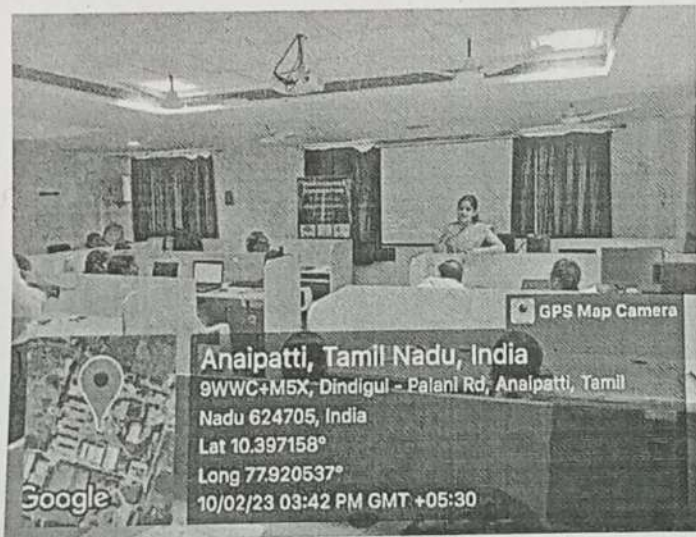 GPS Map Camera
Anaipatti, Tamil Nadu, India
9WWC+M5X, Dindigul - Palani Rd, Anaipatti, Tamil
Nadu 624705, India
Lat 10.397158°
Long 77.920537°
10/02/23 03:42 PM GMT +05:30
Google